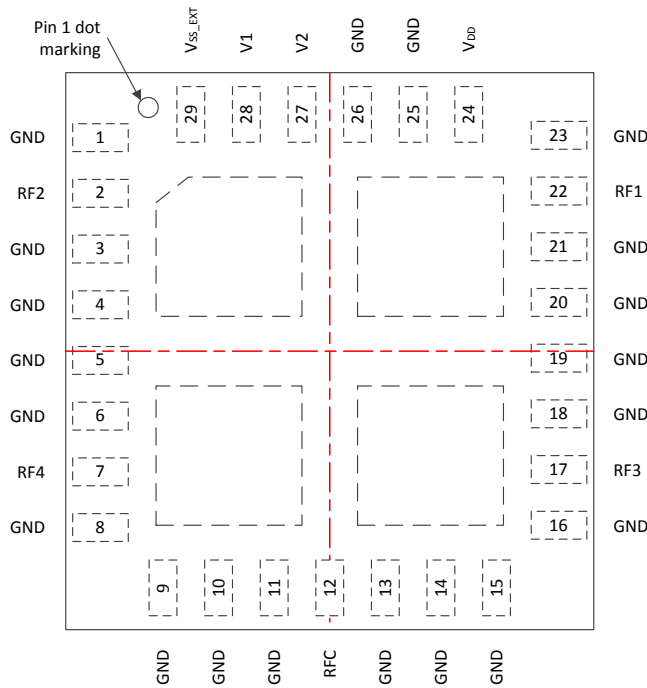 Pin 1 dot
marking
VSS_EXT
V1
V2
GND
GND
VDD
29
28
27
26
25
24
GND
1
23
GND
RF2
2
22
RF1
GND
3
21
GND
GND
4
20
GND
GND
5
19
GND
GND
6
18
GND
RF4
7
17
RF3
GND
8
16
GND
9
10
11
12
13
14
15
GND
GND
GND
RFC
GND
GND
GND